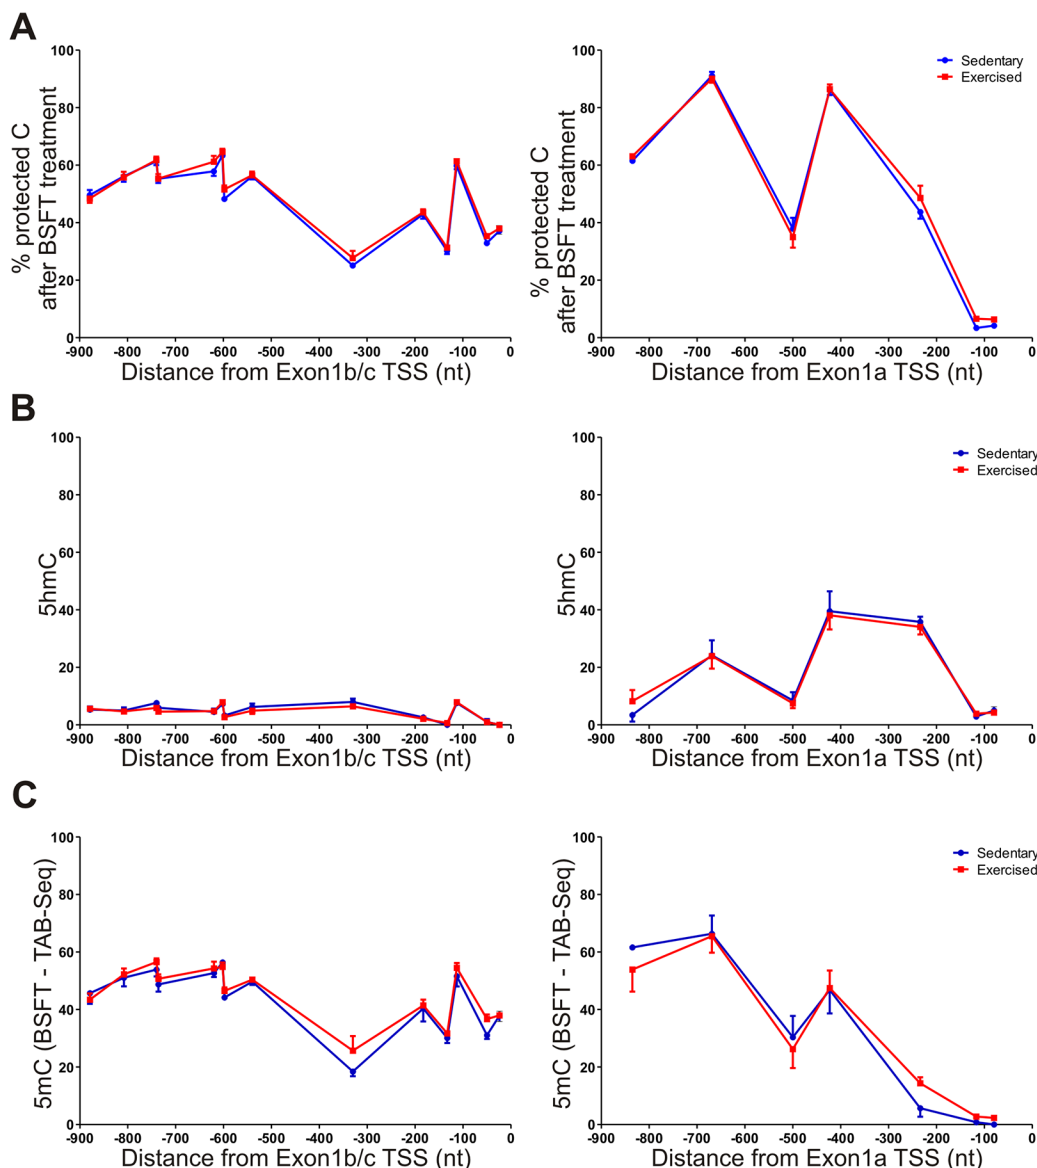 A
% protected C
after BSFT treatment
100
80
60
40
20
0
-900 -800 -700 -600 -500 -400 -300 -200 -100 0
Distance from Exon1b/c TSS (nt)
% protected C
after BSFT treatment
100
80
60
40
20
0
-900 -800 -700 -600 -500 -400 -300 -200 -100 0
Distance from Exon1a TSS (nt)
Sedentary
Exercised
B
5hmC
100
80
60
40
20
0
-900 -800 -700 -600 -500 -400 -300 -200 -100 0
Distance from Exon1b/c TSS (nt)
5hmC
100
80
60
40
20
0
-900 -800 -700 -600 -500 -400 -300 -200 -100 0
Distance from Exon1a TSS (nt)
Sedentary
Exercised
C
5mC (BSFT - TAB-Seq)
100
80
60
40
20
0
-900 -800 -700 -600 -500 -400 -300 -200 -100 0
Distance from Exon1b/c TSS (nt)
5mC (BSFT - TAB-Seq)
100
80
60
40
20
0
-900 -800 -700 -600 -500 -400 -300 -200 -100 0
Distance from Exon1a TSS (nt)
Sedentary
Exercised